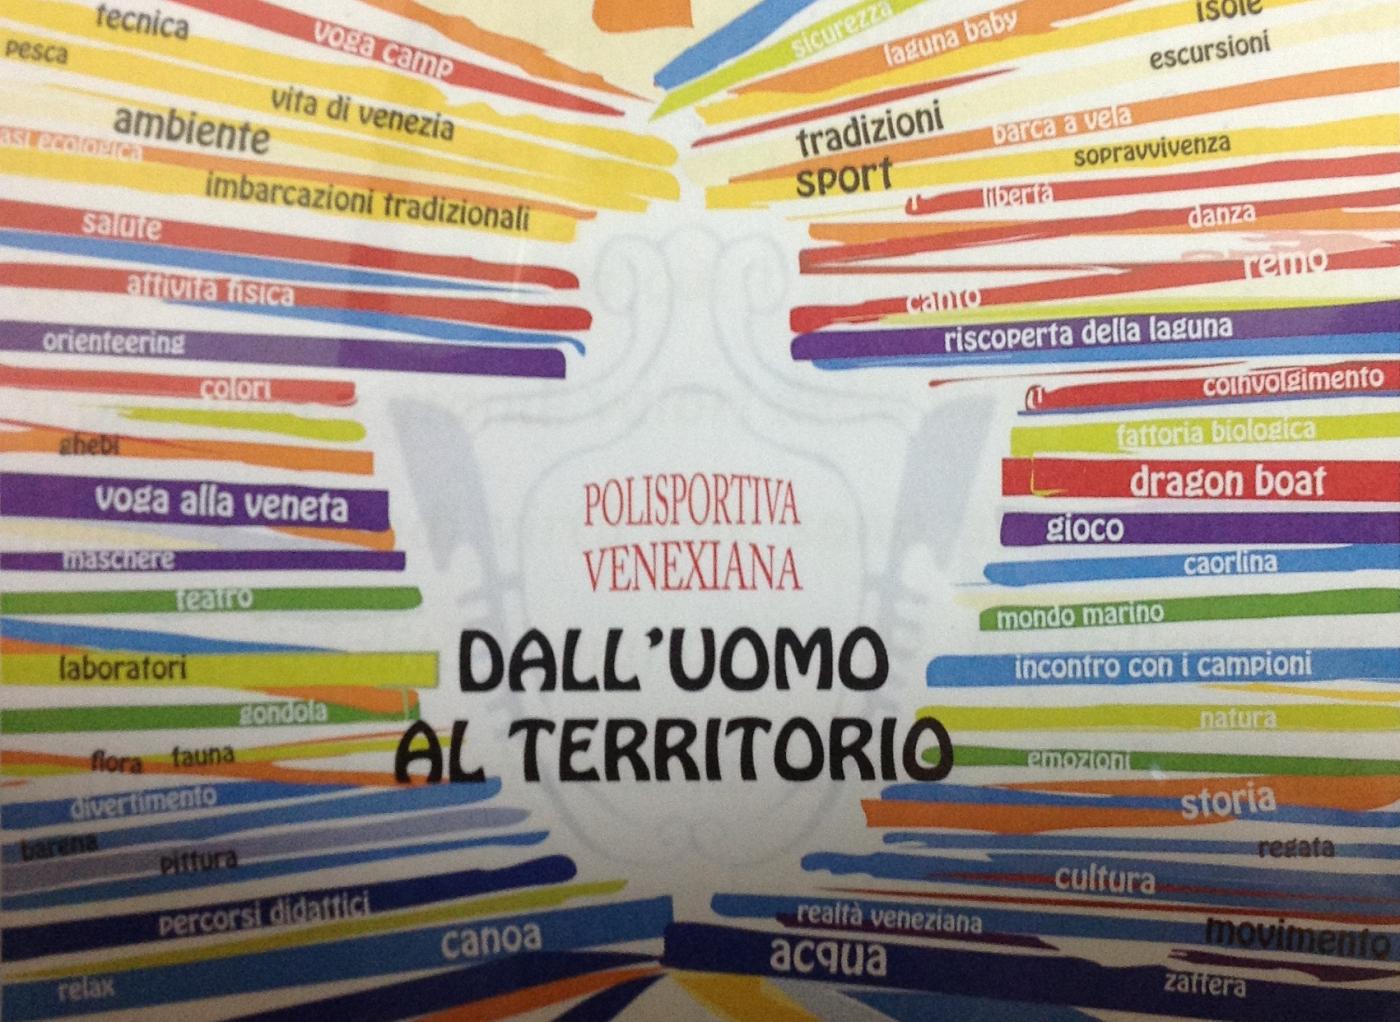 tecnica
voga camp
pesca
vita di venezia
ambiente
asi ecologica
imbarcazioni tradizionali
salute
attività fisica
orienteering
colori
ghebi
voga alla veneta
maschere
teatro
laboratori
gondola
flora fauna
divertimento
barena
pittura
percorsi didattici
canoa
relax
POLISPORTIVA
VENEXIANA
DALL'UOMO
AL TERRITORIO
sicurezza
laguna baby
isole
escursioni
tradizioni
barca a vela
sport
sopravvivenza
libertà
danza
remo
canto
riscoperta della laguna
coinvolgimento
fattoria biologica
dragon boat
gioco
caorlina
mondo marino
incontro con i campioni
natura
emozioni
storia
regata
cultura
realtà veneziana
movimento
acqua
zattera